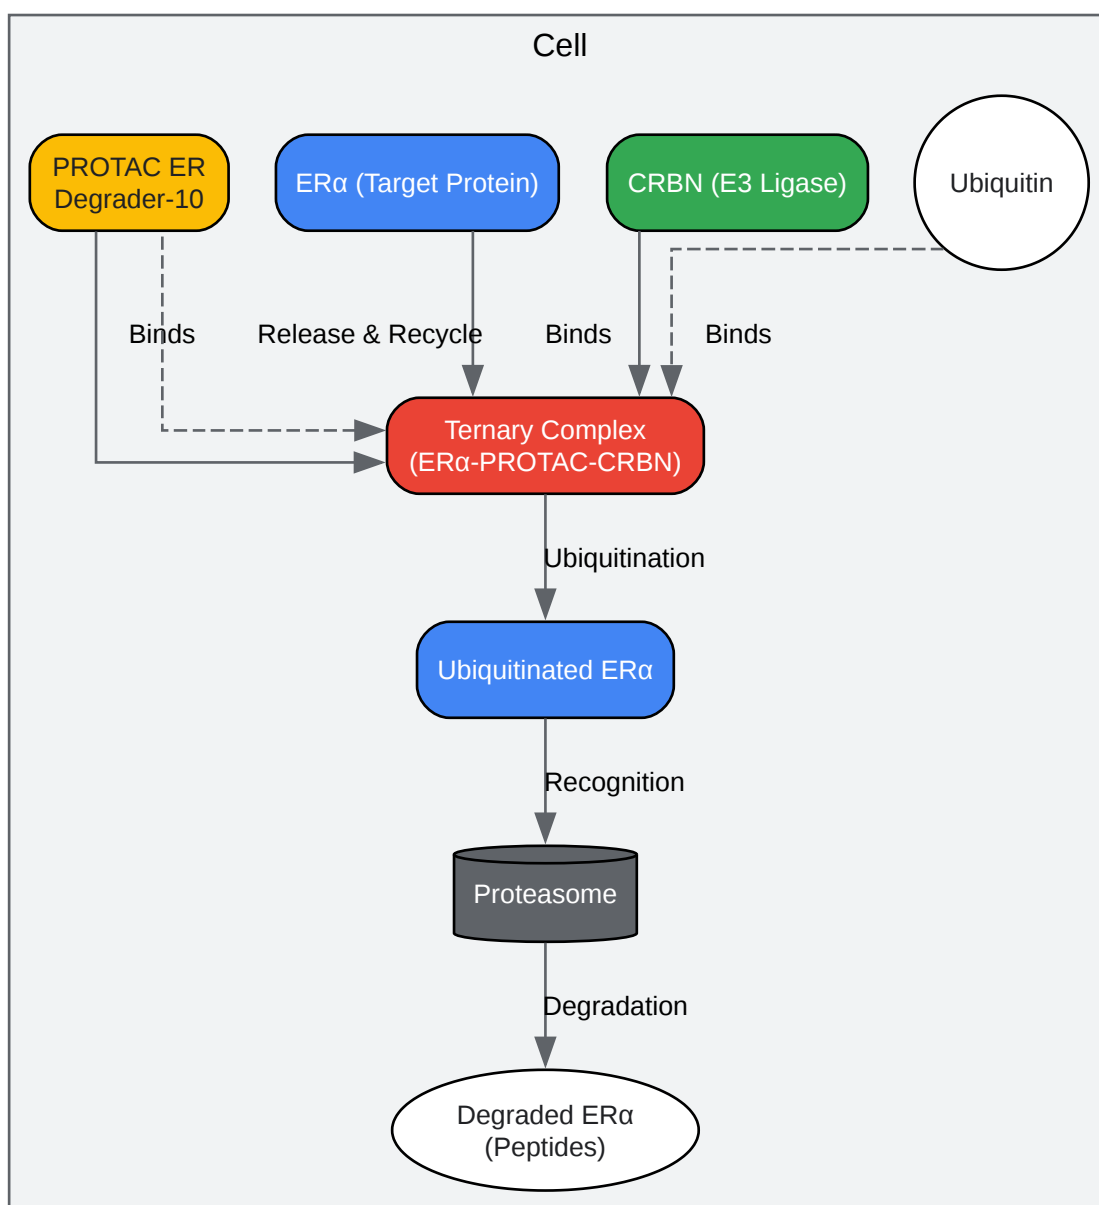 Cell
PROTAC ER
Degrader-10
ERα (Target Protein)
CRBN (E3 Ligase)
Ubiquitin
Binds
Release & Recycle
Binds
Binds
Ternary Complex
(ERα-PROTAC-CRBN)
Ubiquitination
Ubiquitinated ERα
Recognition
Proteasome
Degradation
Degraded ERα
(Peptides)